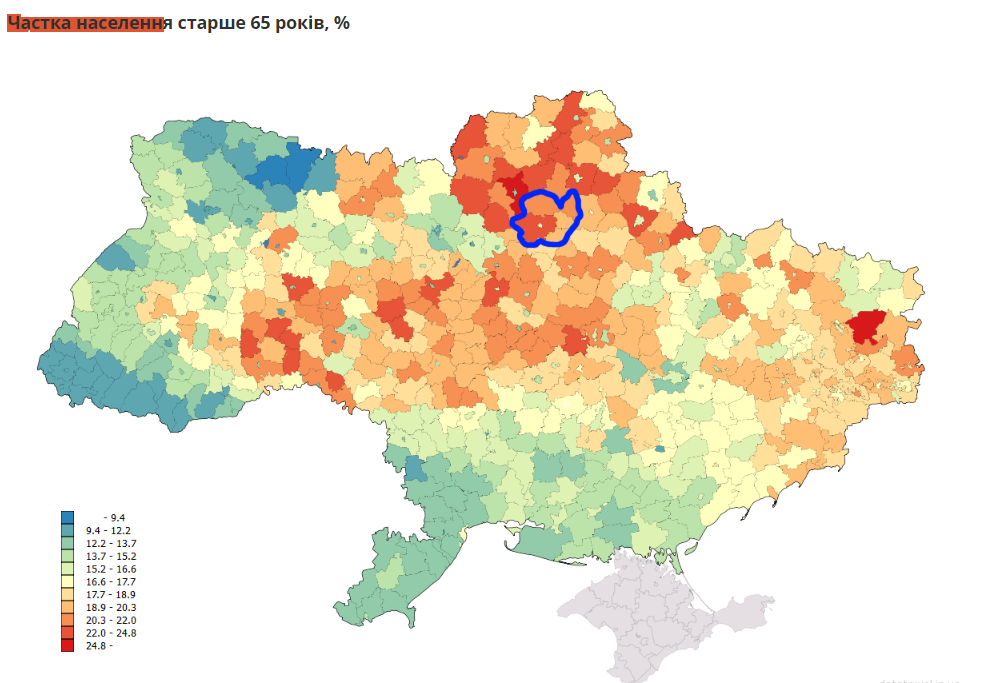 Частка населення старше 65 років, %
- 9.4
9.4 - 12.2
12.2 - 13.7
13.7 - 15.2
15.2 - 16.6
16.6 - 17.7
17.7 - 18.9
18.9 - 20.3
20.3 - 22.0
22.0 - 24.8
24.8 -